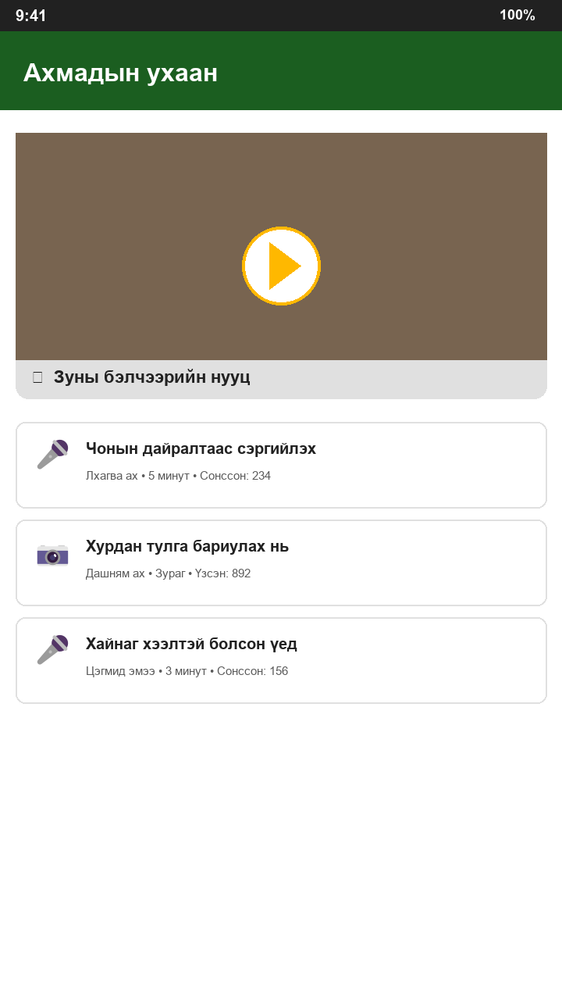 9:41
100%
Ахмадын ухаан
Зуны бэлчээрийн нууц
Чонын дайралтаас сэргийлэх
Лхагва ах • 5 минут • Сонссон: 234
Хурдан тулга бариулах нь
Дашням ах • Зураг • Үзсэн: 892
Хайнаг хээлтэй болсон үед
Цэгмид эмээ • 3 минут • Сонссон: 156